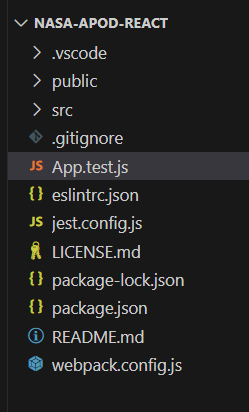 NASA-APOD-REACT
.vscode
public
src
.gitignore
JS App.test.js
{} eslintrc.json
JS jest.config.js
LICENSE.md
{} package-lock.json
{} package.json
README.md
webpack.config.js